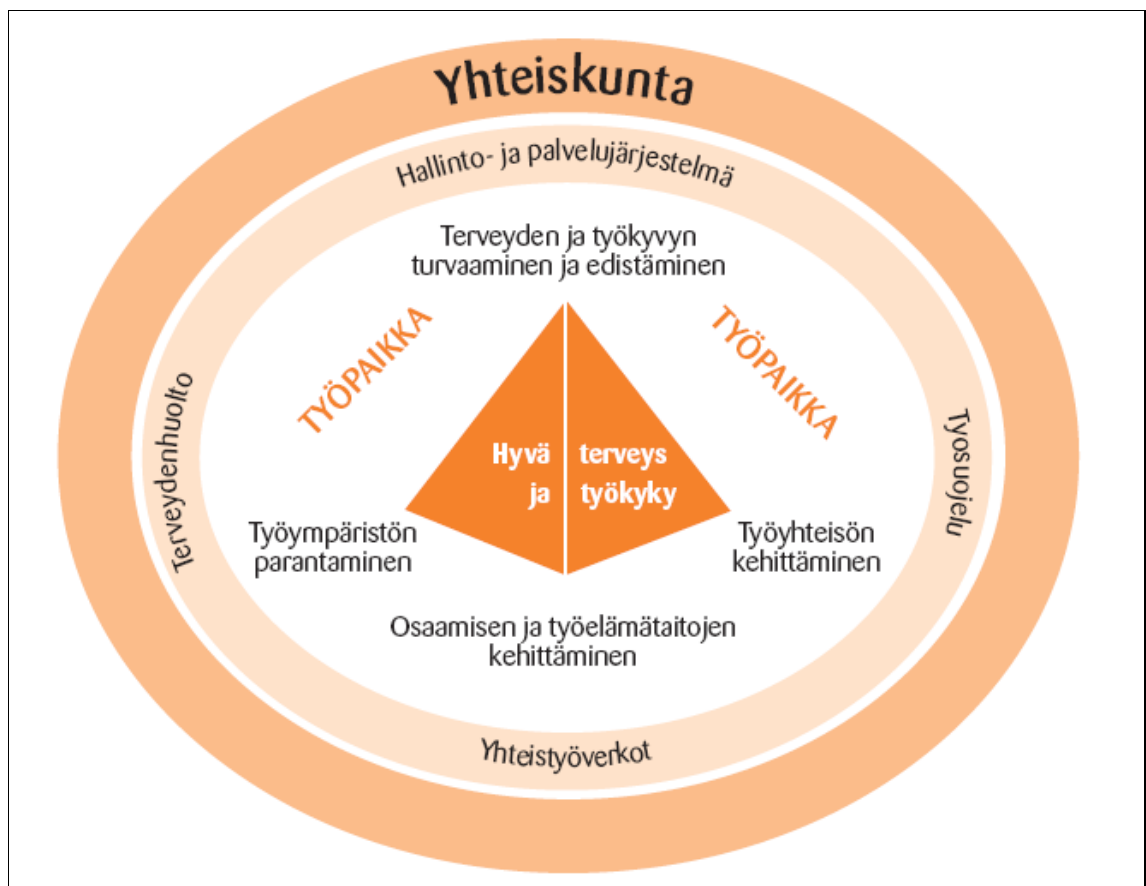 Yhteiskunta
Hallinto- ja palvelujärjestelmä
Terveyden ja työkyvyn
turvaaminen ja edistäminen
TYÖPAIKKA
TYÖPAIKKA
Terveydenhuolto
Tyosuojelu
Hyvä terveys
ja työkyky
Työympäristön
parantaminen
Työyhteisön
kehittäminen
Osaamisen ja työelämätaitojen
kehittäminen
Yhteistyöverkot